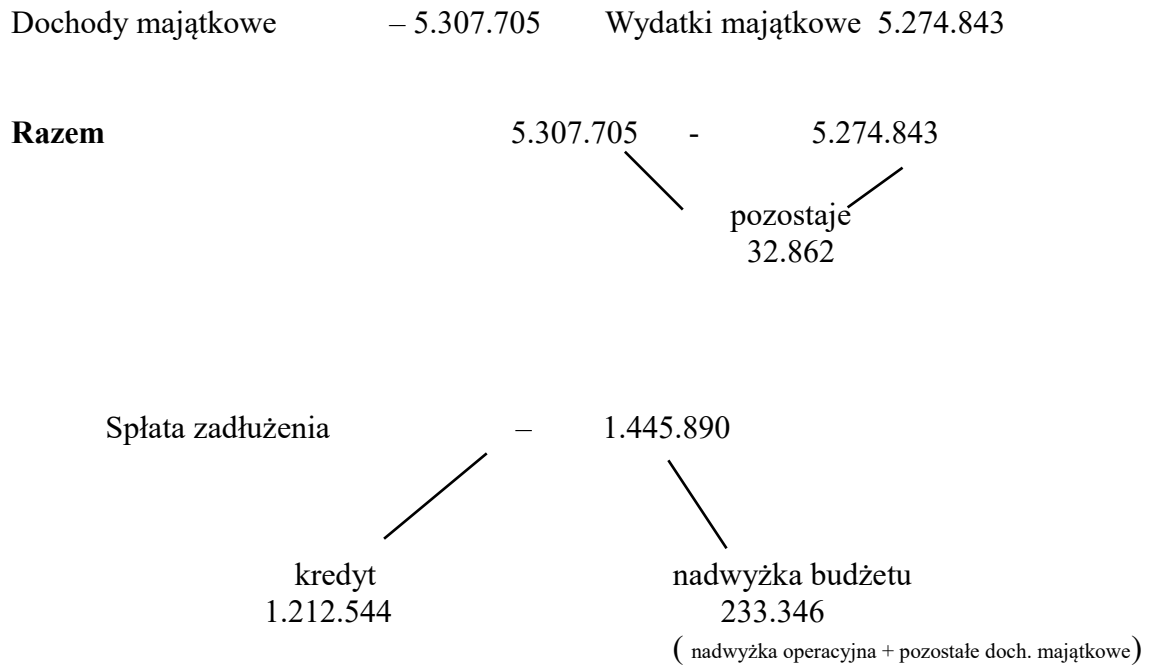 Dochody majątkowe – 5.307.705 Wydatki majątkowe 5.274.843
Razem 5.307.705 - 5.274.843
pozostaje
32.862
Spłata zadłużenia – 1.445.890
kredyt nadwyżka budżetu
1.212.544 233.346
( nadwyżka operacyjna + pozostałe doch. majątkowe)